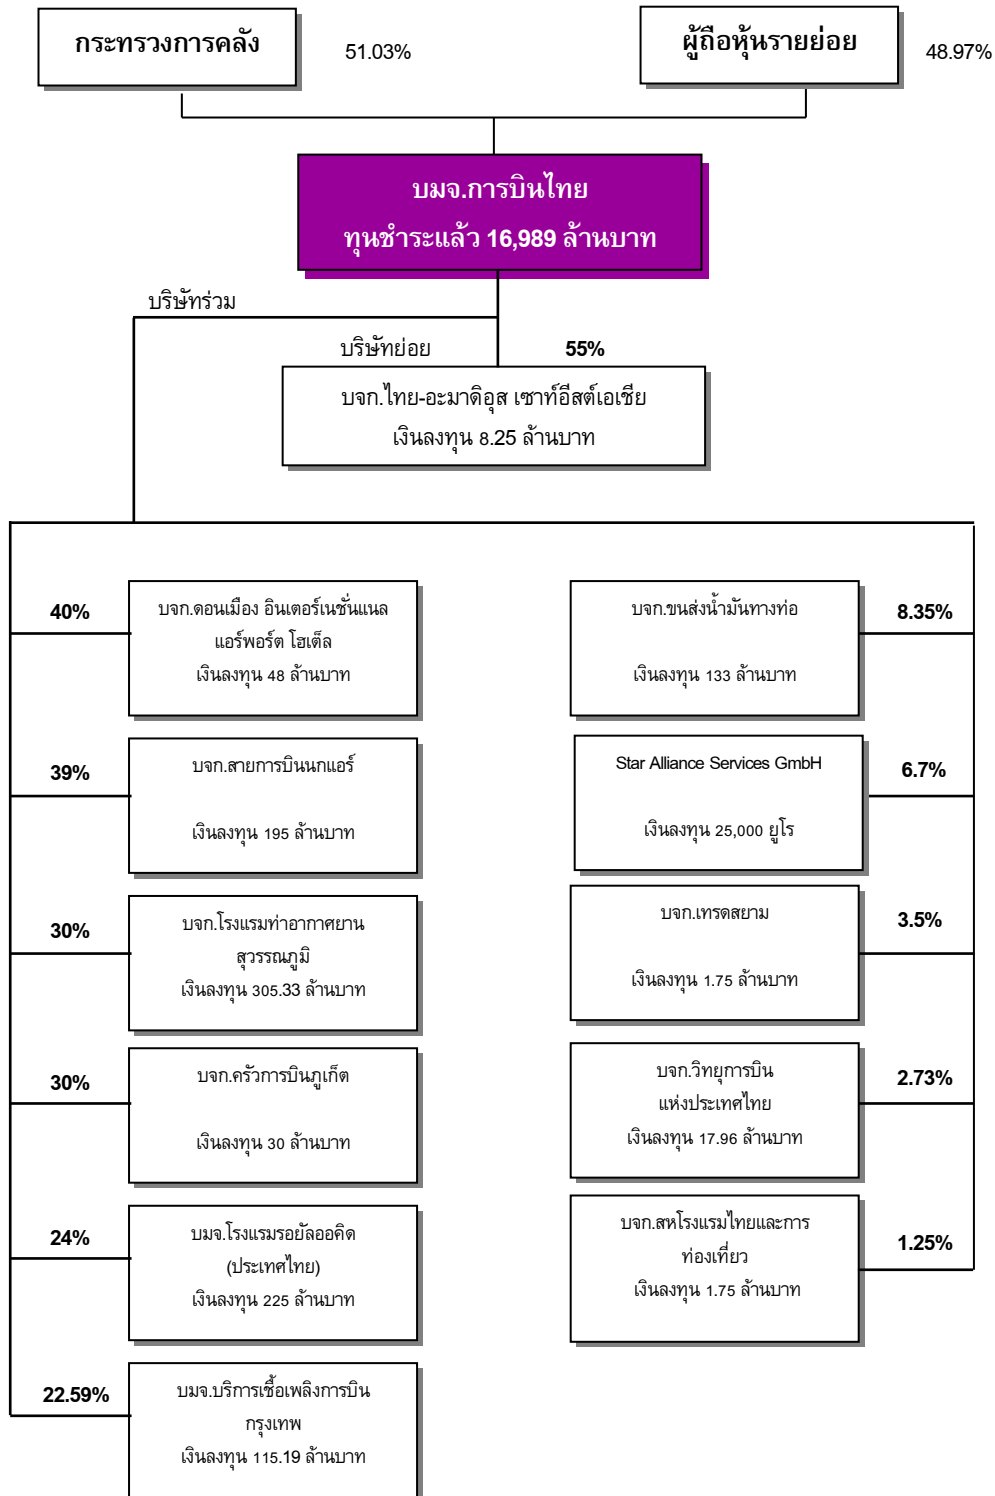 กระทรวงการคลัง
51.03%
ผู้ถือหุ้นรายย่อย
48.97%
บมจ.การบินไทย
ทุนชำระแล้ว 16,989 ล้านบาท
บริษัทร่วม
บริษัทย่อย
55%
บจก.ไทย-อะมาดิอุส เซาท์อีสต์เอเชีย
เงินลงทุน 8.25 ล้านบาท
40%
บจก.ดอนเมือง อินเตอร์เนชั่นแนล
แอร์พอร์ต โฮเต็ล
เงินลงทุน 48 ล้านบาท
บจก.ขนส่งน้ำมันทางท่อ
เงินลงทุน 133 ล้านบาท
8.35%
39%
บจก.สายการบินนกแอร์
เงินลงทุน 195 ล้านบาท
Star Alliance Services GmbH
เงินลงทุน 25,000 ยูโร
6.7%
30%
บจก.โรงแรมท่าอากาศยาน
สุวรรณภูมิ
เงินลงทุน 305.33 ล้านบาท
บจก.เทรดสยาม
เงินลงทุน 1.75 ล้านบาท
3.5%
30%
บจก.ครัวการบินภูเก็ต
เงินลงทุน 30 ล้านบาท
บจก.วิทยุการบิน
แห่งประเทศไทย
เงินลงทุน 17.96 ล้านบาท
2.73%
24%
บมจ.โรงแรมรอยัลออคิด
(ประเทศไทย)
เงินลงทุน 225 ล้านบาท
บจก.สหโรงแรมไทยและการ
ท่องเที่ยว
เงินลงทุน 1.75 ล้านบาท
1.25%
22.59%
บมจ.บริการเชื้อเพลิงการบิน
กรุงเทพ
เงินลงทุน 115.19 ล้านบาท